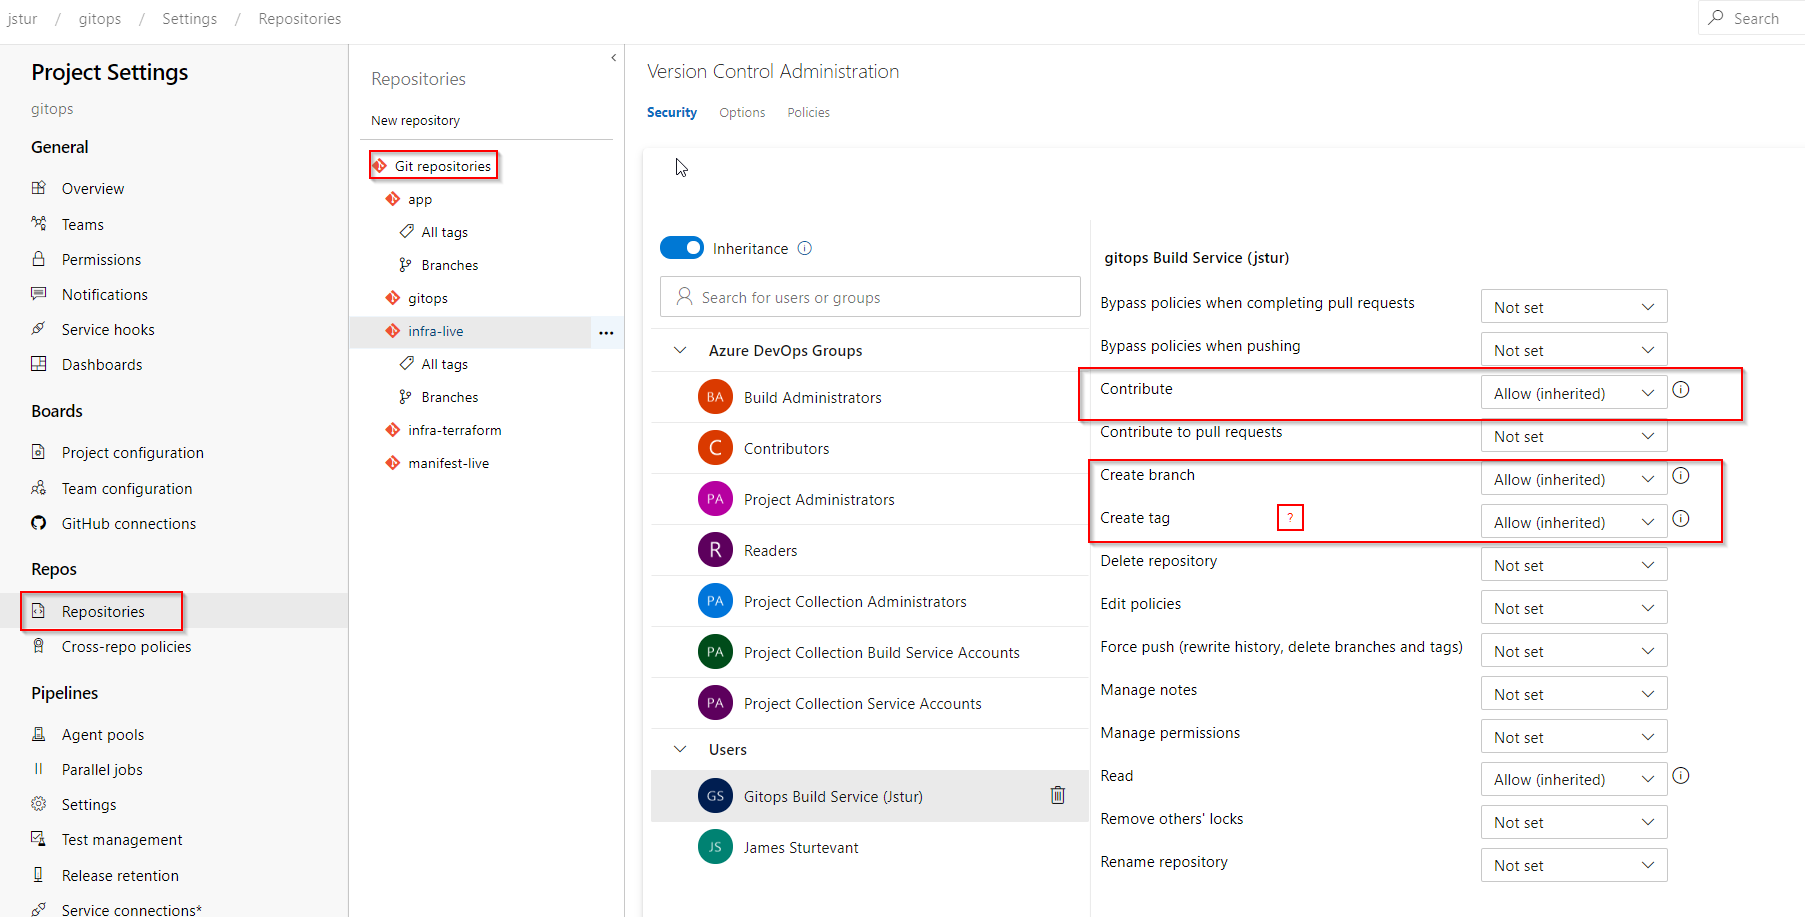 jstur / gitops / Settings / Repositories
Search
Project Settings
gitops
General
Overview
Teams
Permissions
Notifications
Service hooks
Dashboards
Boards
Project configuration
Team configuration
GitHub connections
Repos
Repositories
Cross-repo policies
Pipelines
Agent pools
Parallel jobs
Settings
Test management
Release retention
Service connections*
Repositories
New repository
Git repositories
app
All tags
Branches
gitops
infra-live
All tags
Branches
infra-terraform
manifest-live
Version Control Administration
Security Options Policies
Inheritance
Search for users or groups
Azure DevOps Groups
BA Build Administrators
C Contributors
PA Project Administrators
R Readers
PA Project Collection Administrators
PA Project Collection Build Service Accounts
PA Project Collection Service Accounts
Users
GS Gitops Build Service (Jstur)
JS James Sturtevant
gitops Build Service (jstur)
Bypass policies when completing pull requests Not set
Bypass policies when pushing Not set
Contribute Allow (inherited)
Contribute to pull requests Not set
Create branch Allow (inherited)
Create tag ? Allow (inherited)
Delete repository Not set
Edit policies Not set
Force push (rewrite history, delete branches and tags) Not set
Manage notes Not set
Manage permissions Not set
Read Allow (inherited)
Remove others' locks Not set
Rename repository Not set